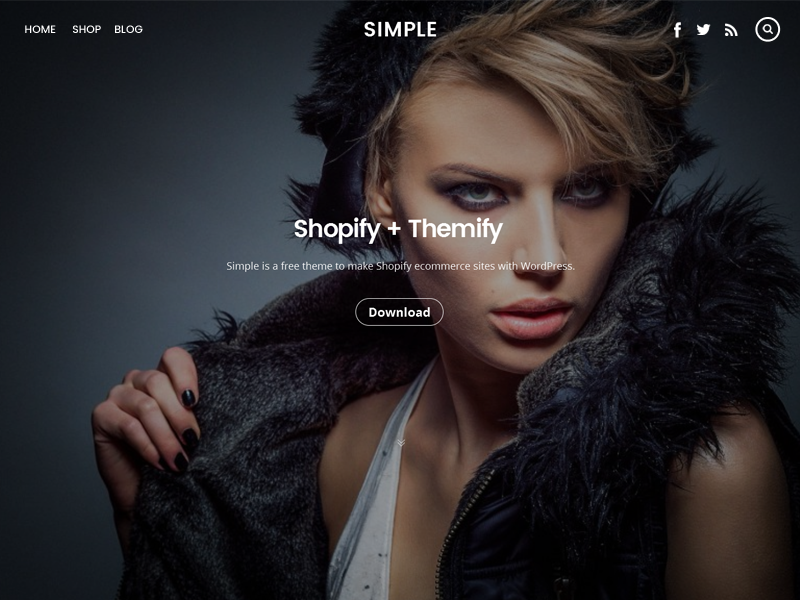 HOME SHOP BLOG SIMPLE
Shopify + Themify
Simple is a free theme to make Shopify ecommerce sites with WordPress.
Download